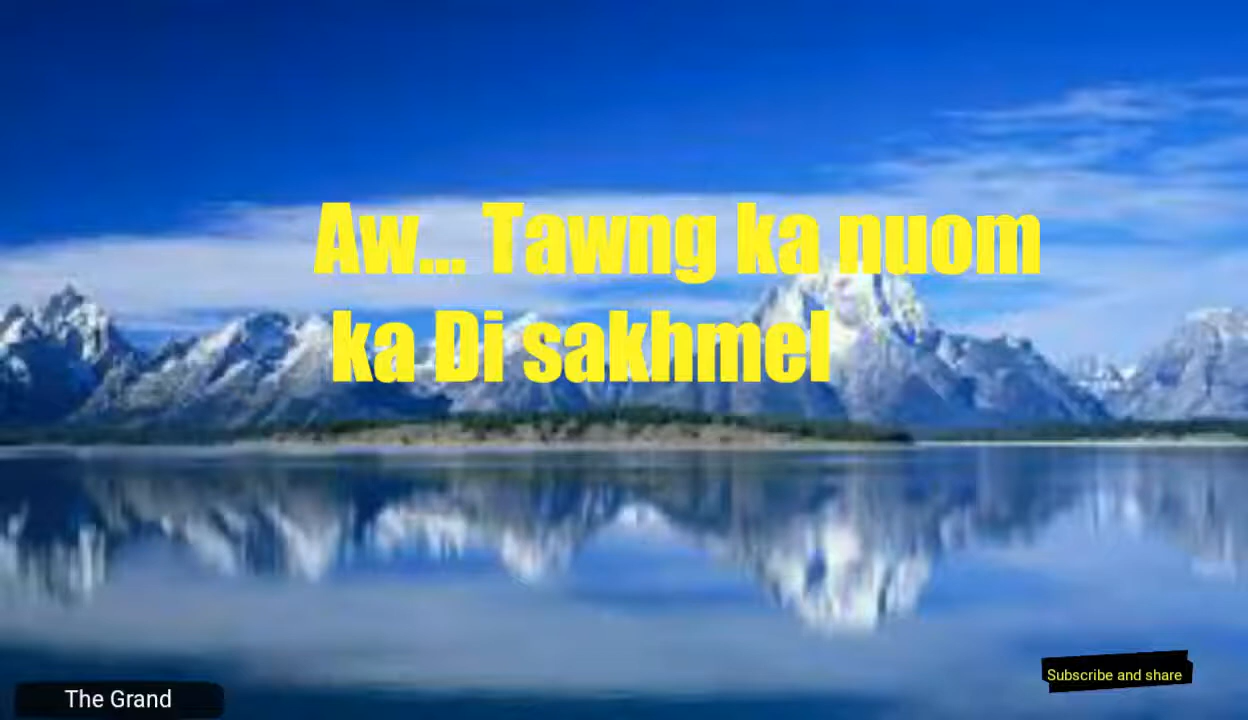 Aw... Tawng ka nuom
ka Di sakhmel
Subscribe and share
The Grand